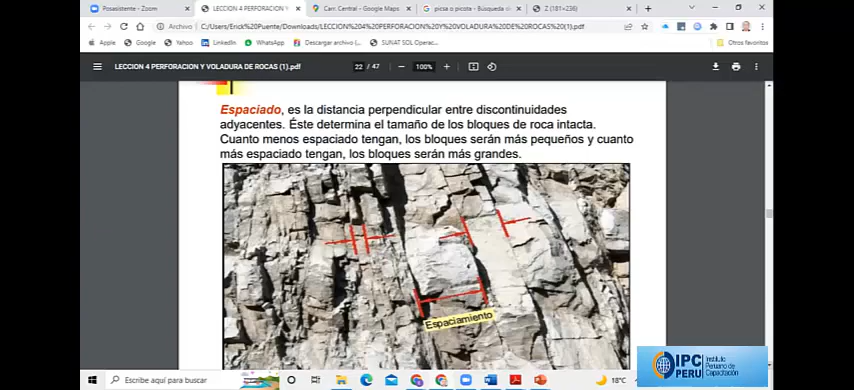 Posasistente - Zoom
LECCION 4 PERFORACION Y V
Carr. Central - Google Maps
picsa o picota - Búsqueda
Z (181+236)
Archivo
C:/Users/Erick%20Puente/Downloads/LECCION%204%20PERFORACION%20Y%20VOLADURA%20DE%20ROCAS%20(1).pdf
Apple
Google
Yahoo
LinkedIn
WhatsApp
Descargar archivo (...
SUNAT SOL Operac...
Otros favoritos
LECCION 4 PERFORACION Y VOLADURA DE ROCAS (1).pdf
22 / 47
100%
Espaciado, es la distancia perpendicular entre discontinuidades
adyacentes. Éste determina el tamaño de los bloques de roca intacta.
Cuanto menos espaciado tengan, los bloques serán más pequeños y cuanto
más espaciado tengan, los bloques serán más grandes.
Espaciamiento
IPC
PERÚ
Instituto
Peruano de
Capacitación
Escribe aquí para buscar
18°C